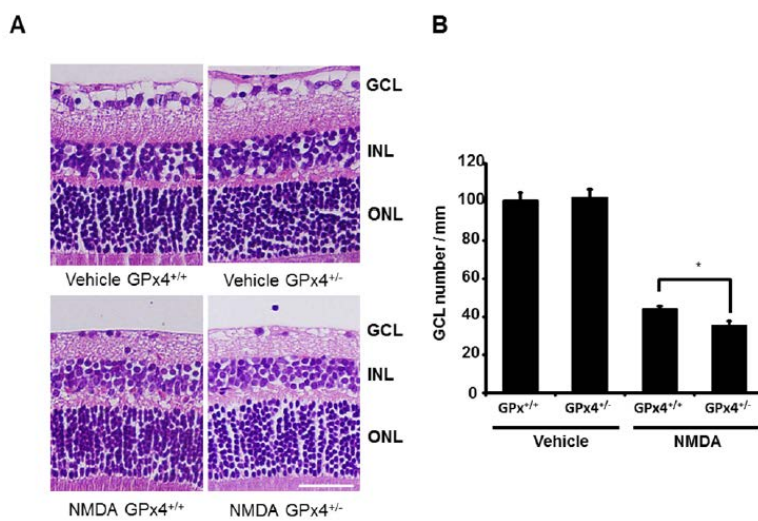 A
GCL
INL
ONL
Vehicle GPx4+/+
Vehicle GPx4+/-
GCL
INL
ONL
NMDA GPx4+/+
NMDA GPx4+/-
B
GCL number / mm
120
100
80
60
40
20
0
*
GPx+/+
GPx4+/-
GPx4+/+
GPx4+/-
Vehicle
NMDA